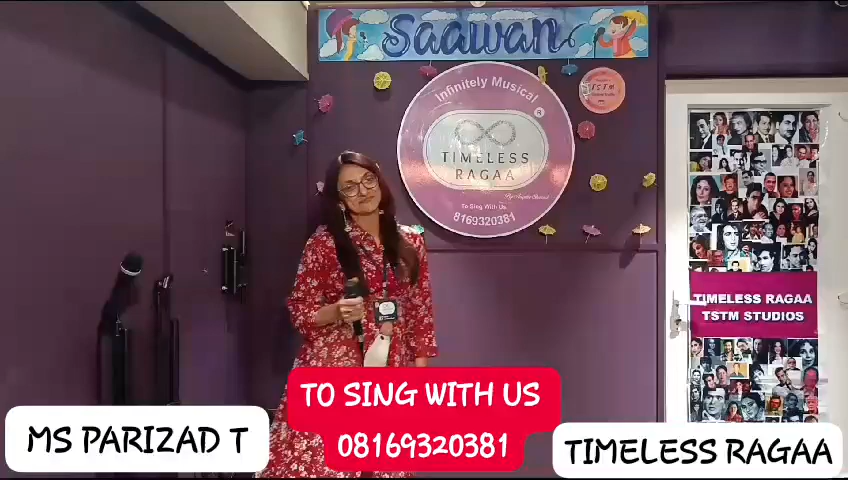 Saawan
Infinitely Musical
®
TSTM
TIMELESS
RAGAA
To Sing With Us
8169320381
TIMELESS RAGAA
TSTM STUDIOS
TO SING WITH US
08169320381
MS PARIZAD T
TIMELESS RAGAA